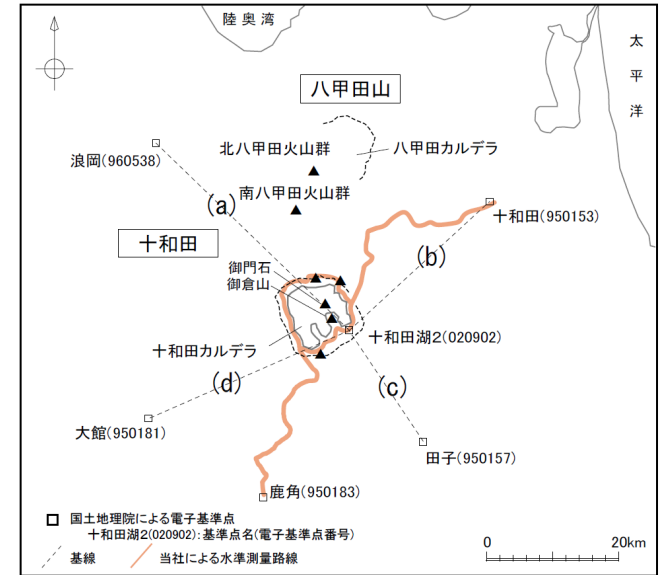 陸奥湾
太平洋
八甲田山
北八甲田火山群
八甲田カルデラ
浪岡(960538)
南八甲田火山群
(a)
十和田(950153)
十和田
(b)
御門石
御倉山
十和田湖2(020902)
十和田カルデラ
(d)
(c)
大館(950181)
田子(950157)
鹿角(950183)
国土地理院による電子基準点
十和田湖2(020902):基準点名(電子基準点番号)
基線
当社による水準測量路線
0
20km